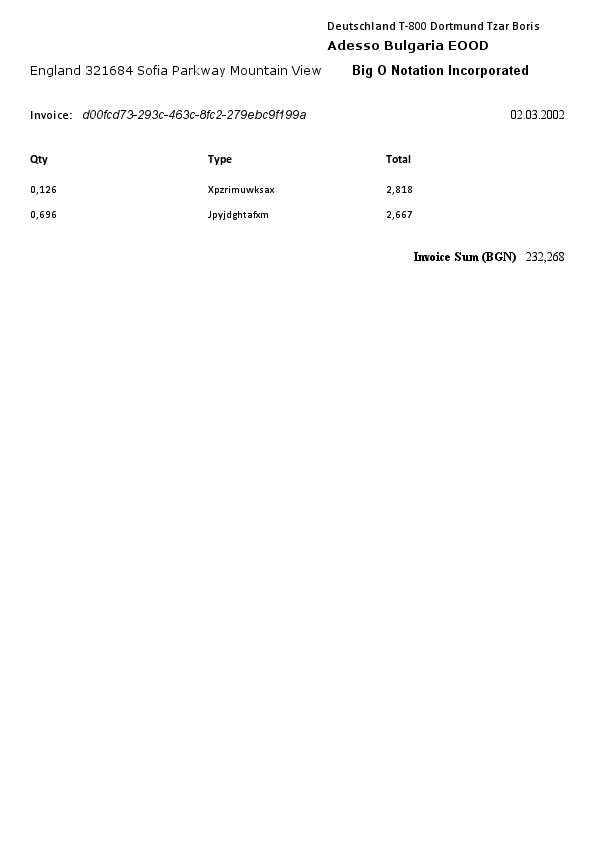 Deutschland T-800 Dortmund Tzar Boris
Adesso Bulgaria EOOD
England 321684 Sofia Parkway Mountain View Big O Notation Incorporated
Invoice: d00fcd73-293c-463c-8fc2-279ebc9f199a 02.03.2002
Qty Type Total
0,126 Xpzrimuwksax 2,818
0,696 Jpyjdghtafxm 2,667
Invoice Sum (BGN) 232,268